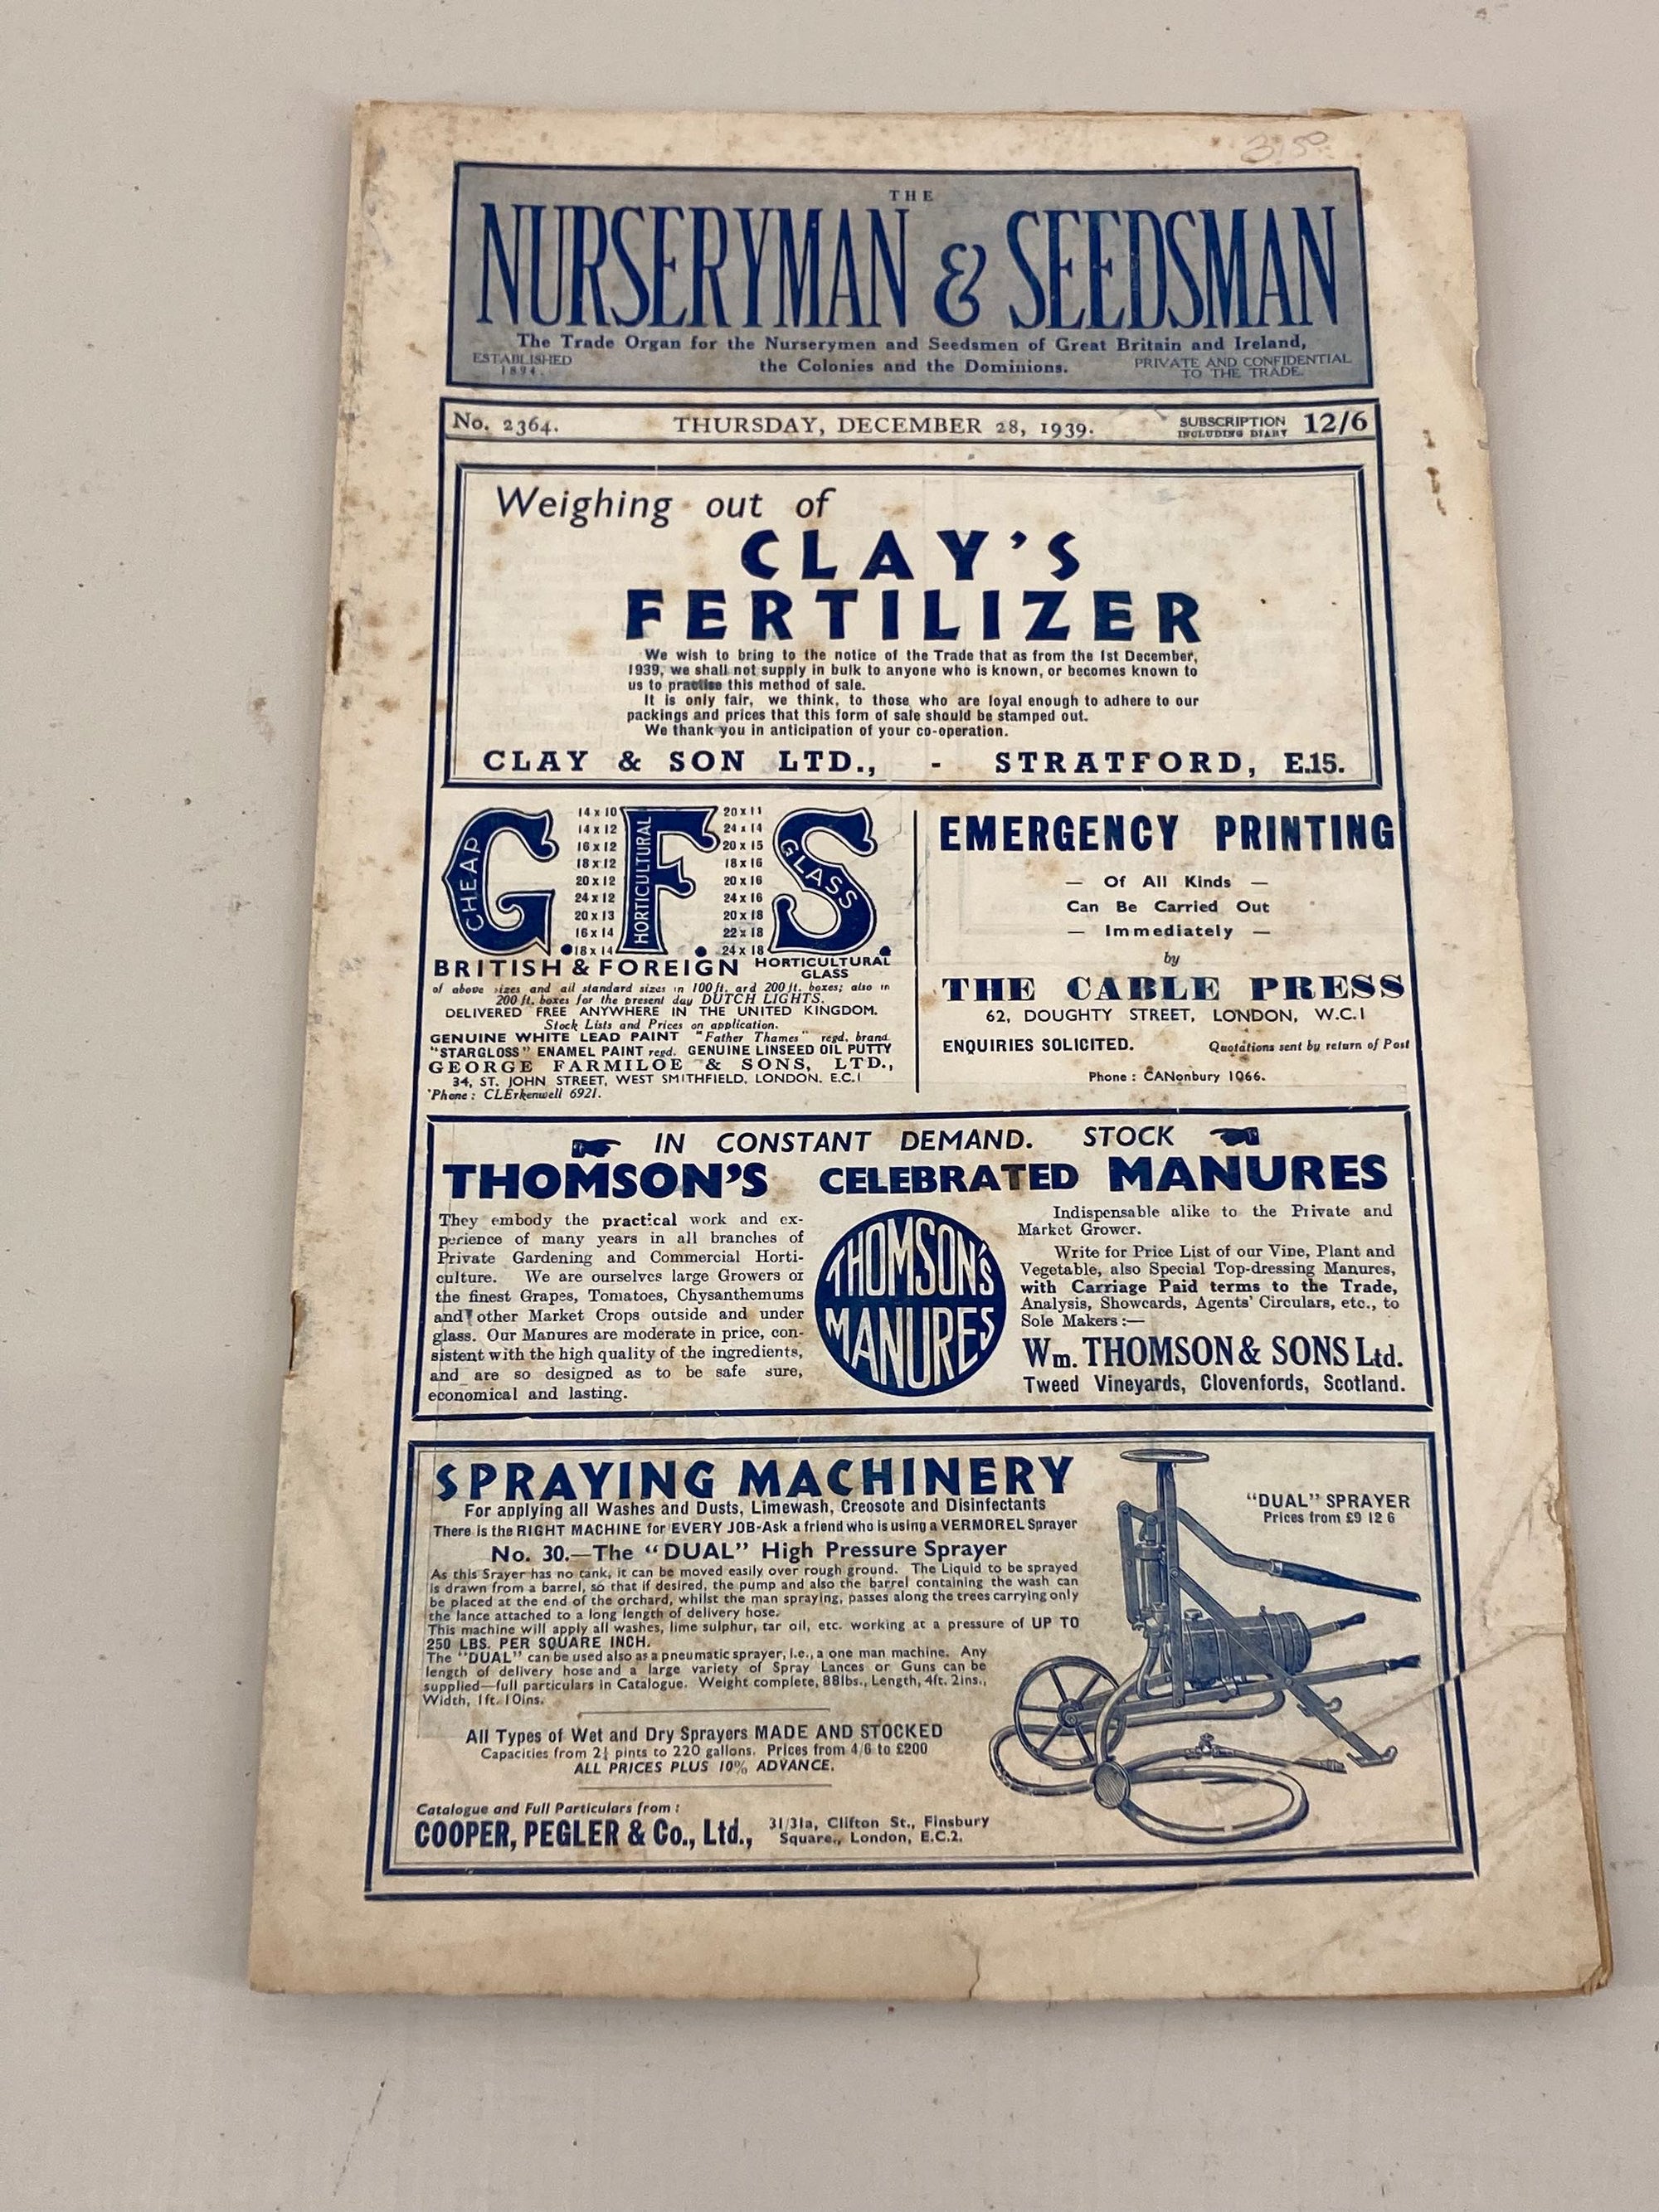 3.50
THE
NURSERYMAN & SEEDSMAN
The Trade Organ for the Nurserymen and Seedsmen of Great Britain and Ireland,
the Colonies and the Dominions.
ESTABLISHED
1894.
PRIVATE AND CONFIDENTIAL
TO THE TRADE.
No. 2364. THURSDAY, DECEMBER 28, 1939. SUBSCRIPTION INCLUDING DIARY 12/6
Weighing out of
CLAY'S
FERTILIZER
We wish to bring to the notice of the Trade that as from the 1st December,
1939, we shall not supply in bulk to anyone who is known, or becomes known to
us to practise this method of sale.
It is only fair, we think, to those who are loyal enough to adhere to our
packings and prices that this form of sale should be stamped out.
We thank you in anticipation of your co-operation.
CLAY & SON LTD., - STRATFORD, E.15.
G.F.S.
CHEAP
HORTICULTURAL
GLASS
14 x 10
14 x 12
16 x 12
18 x 12
20 x 12
24 x 12
20 x 13
16 x 14
18 x 14
20 x 11
24 x 14
20 x 15
18 x 16
20 x 16
24 x 16
20 x 18
22 x 18
24 x 18
BRITISH & FOREIGN HORTICULTURAL GLASS
of above sizes and all standard sizes in 100ft. ard 200 ft. boxes; also in
200 ft. boxes for the present day DUTCH LIGHTS.
DELIVERED FREE ANYWHERE IN THE UNITED KINGDOM.
Stock Lists and Prices on application.
GENUINE WHITE LEAD PAINT "Father Thames" regd. brand
"STARGLOSS" ENAMEL PAINT regd. GENUINE LINSEED OIL PUTTY
GEORGE FARMILOE & SONS, LTD.,
34, ST. JOHN STREET, WEST SMITHFIELD, LONDON. E.C.1
'Phone: CLErkenwell 6921.
EMERGENCY PRINTING
— Of All Kinds —
Can Be Carried Out
— Immediately —
by
THE CABLE PRESS
62, DOUGHTY STREET, LONDON, W.C.1
ENQUIRIES SOLICITED. Quotations sent by return of Post
Phone: CANonbury 1066.
IN CONSTANT DEMAND. STOCK
THOMSON'S CELEBRATED MANURES
They embody the practical work and ex-
perience of many years in all branches of
Private Gardening and Commercial Horti-
culture. We are ourselves large Growers of
the finest Grapes, Tomatoes, Chysanthemums
and other Market Crops outside and under
glass. Our Manures are moderate in price, con-
sistent with the high quality of the ingredients,
and are so designed as to be safe sure,
economical and lasting.
THOMSON'S
MANURES
Indispensable alike to the Private and
Market Grower.
Write for Price List of our Vine, Plant and
Vegetable, also Special Top-dressing Manures,
with Carriage Paid terms to the Trade,
Analysis, Showcards, Agents' Circulars, etc., to
Sole Makers:—
Wm. THOMSON & SONS Ltd.
Tweed Vineyards, Clovenfords, Scotland.
SPRAYING MACHINERY
For applying all Washes and Dusts, Limewash, Creosote and Disinfectants
There is the RIGHT MACHINE for EVERY JOB-Ask a friend who is using a VERMOREL Sprayer
No. 30.—The "DUAL" High Pressure Sprayer
As this Srayer has no tank, it can be moved easily over rough ground. The Liquid to be sprayed
is drawn from a barrel, so that if desired, the pump and also the barrel containing the wash can
be placed at the end of the orchard, whilst the man spraying, passes along the trees carrying only
the lance attached to a long length of delivery hose.
This machine will apply all washes, lime sulphur, tar oil, etc. working at a pressure of UP TO
250 LBS. PER SQUARE INCH.
The "DUAL" can be used also as a pneumatic sprayer, i.e., a one man machine. Any
length of delivery hose and a large variety of Spray Lances or Guns can be
supplied—full particulars in Catalogue. Weight complete, 88lbs., Length, 4ft. 2ins.,
Width, 1ft. 10ins.
"DUAL" SPRAYER
Prices from £9 12 6
All Types of Wet and Dry Sprayers MADE AND STOCKED
Capacities from 2½ pints to 220 gallons. Prices from 4/6 to £200
ALL PRICES PLUS 10% ADVANCE.
Catalogue and Full Particulars from:
COOPER, PEGLER & Co., Ltd., 31/31a, Clifton St., Finsbury
Square., London, E.C.2.